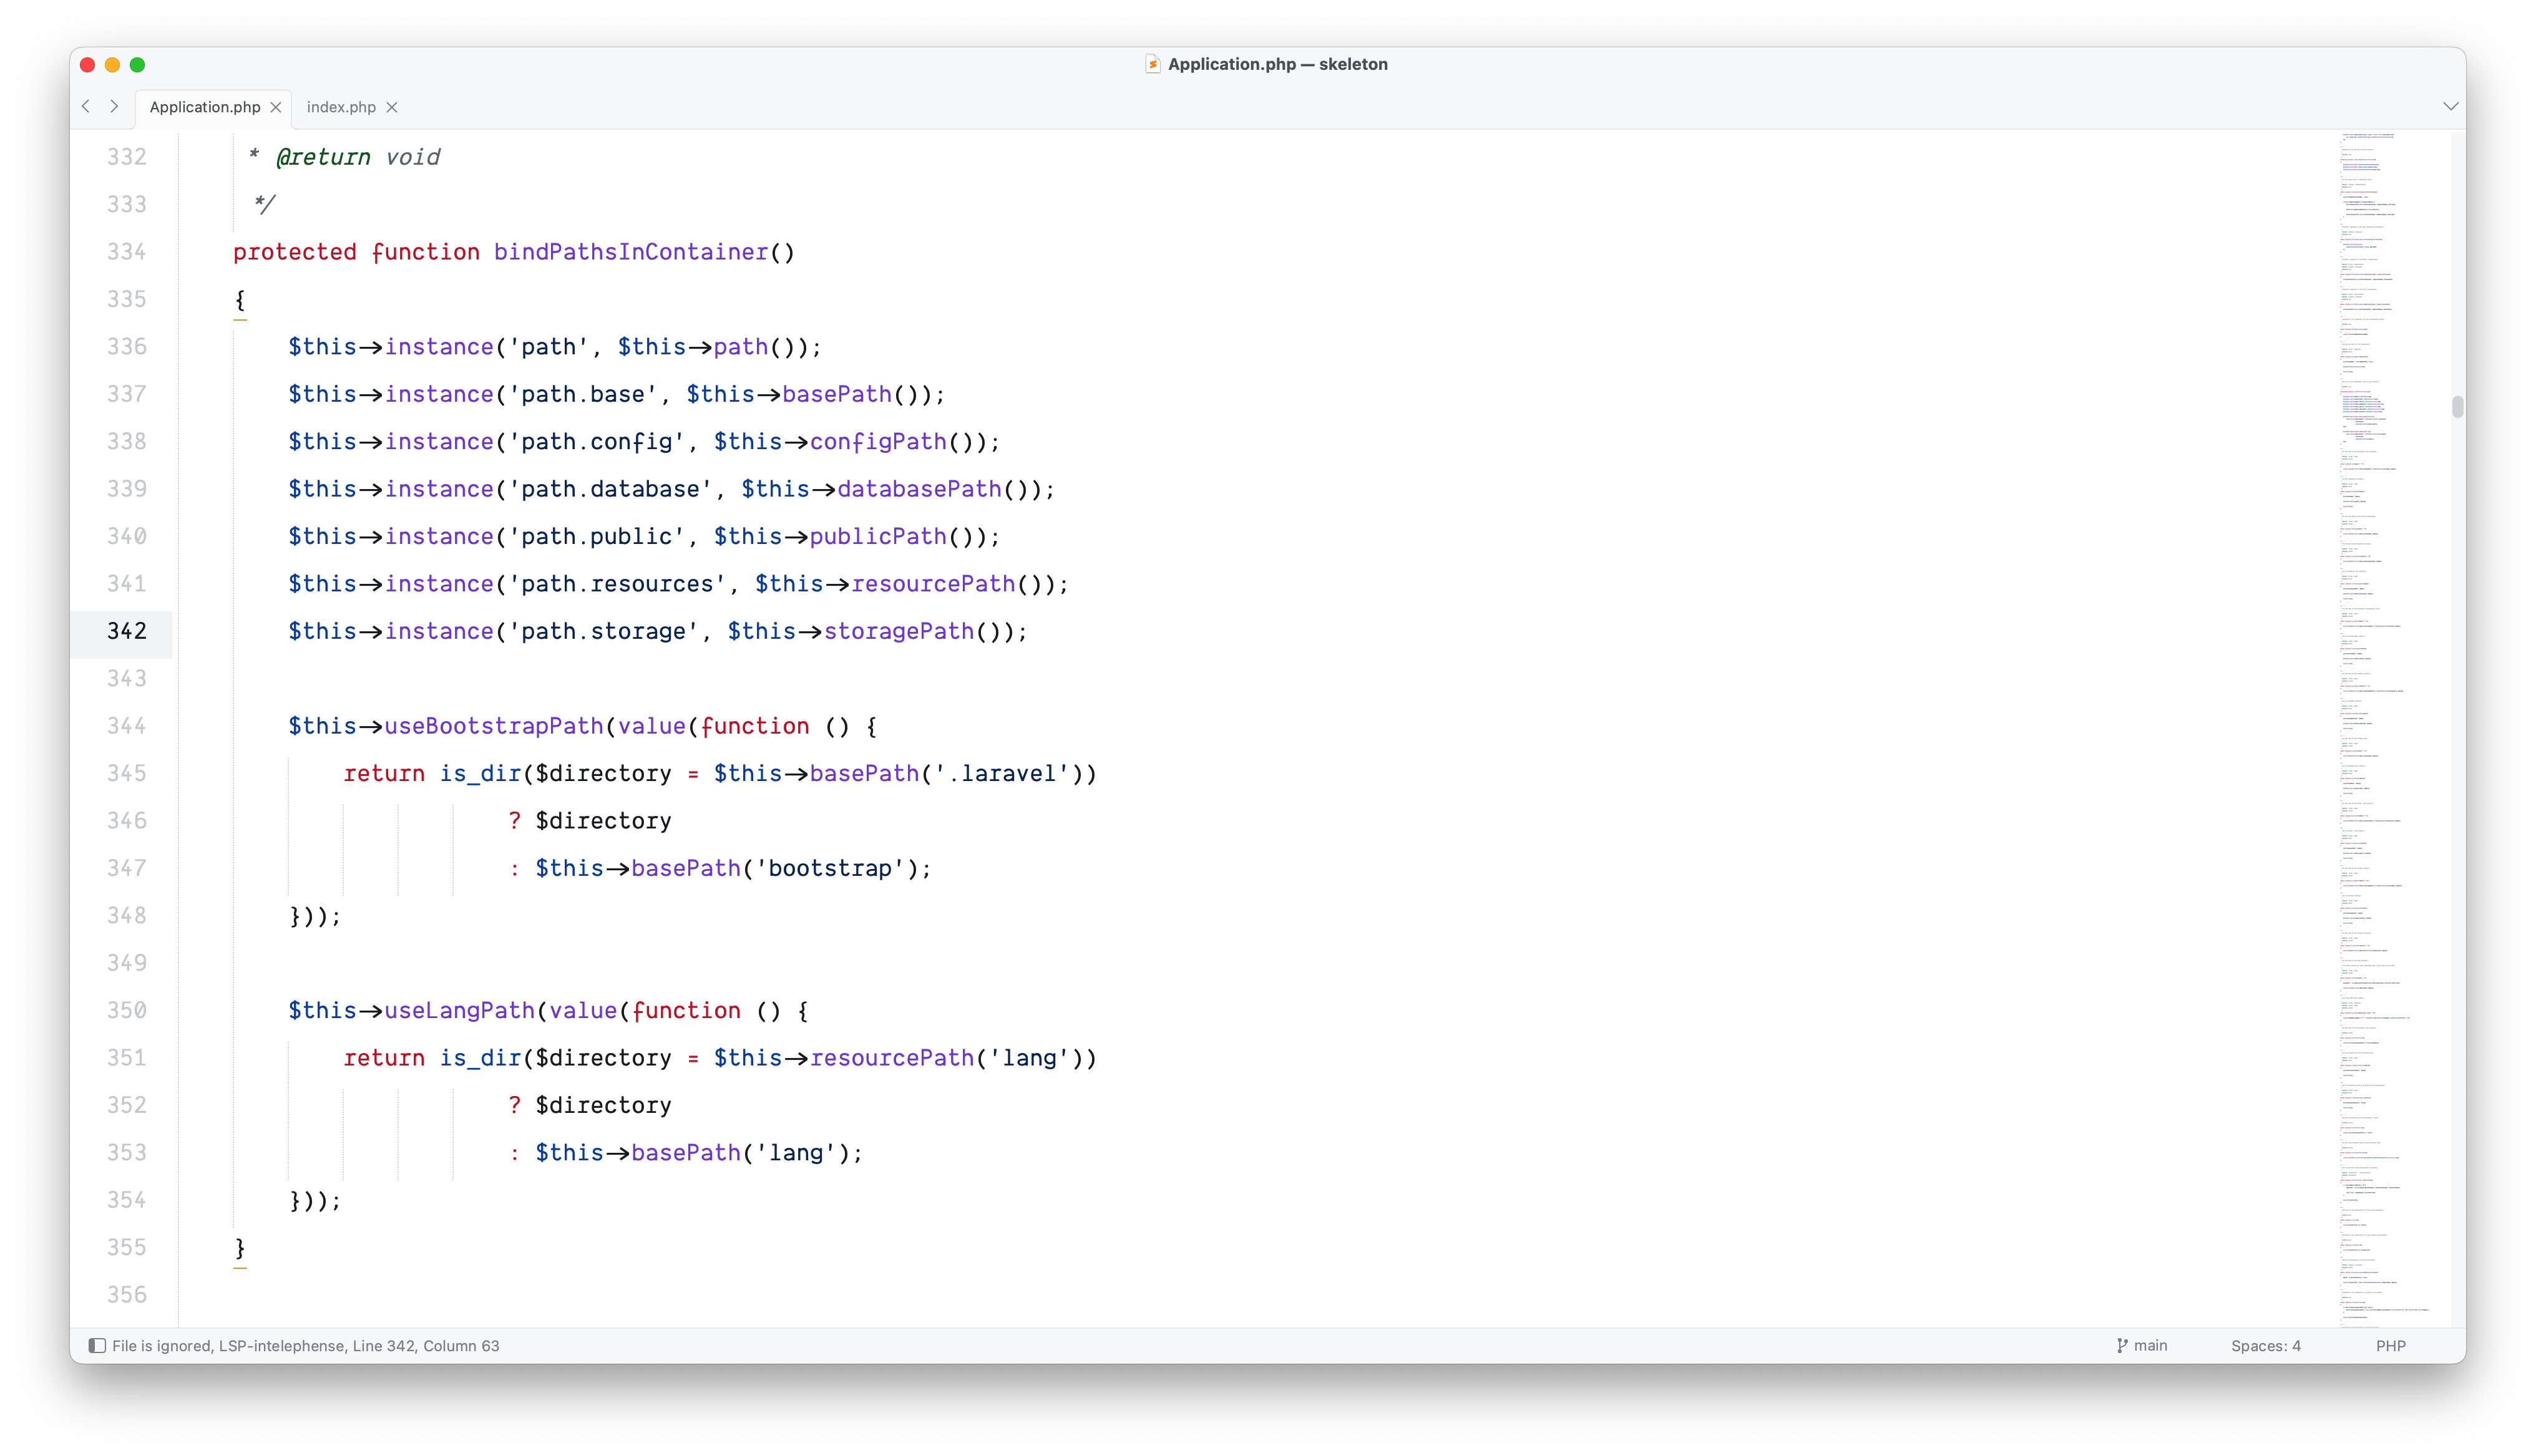 Application.php — skeleton
Application.php
index.php
332 * @return void
333 */
334 protected function bindPathsInContainer()
335 {
336 $this->instance('path', $this->path());
337 $this->instance('path.base', $this->basePath());
338 $this->instance('path.config', $this->configPath());
339 $this->instance('path.database', $this->databasePath());
340 $this->instance('path.public', $this->publicPath());
341 $this->instance('path.resources', $this->resourcePath());
342 $this->instance('path.storage', $this->storagePath());
343
344 $this->useBootstrapPath(value(function () {
345 return is_dir($directory = $this->basePath('.laravel'))
346 ? $directory
347 : $this->basePath('bootstrap');
348 }));
349
350 $this->useLangPath(value(function () {
351 return is_dir($directory = $this->resourcePath('lang'))
352 ? $directory
353 : $this->basePath('lang');
354 }));
355 }
356
File is ignored, LSP-intelephense, Line 342, Column 63
main
Spaces: 4
PHP